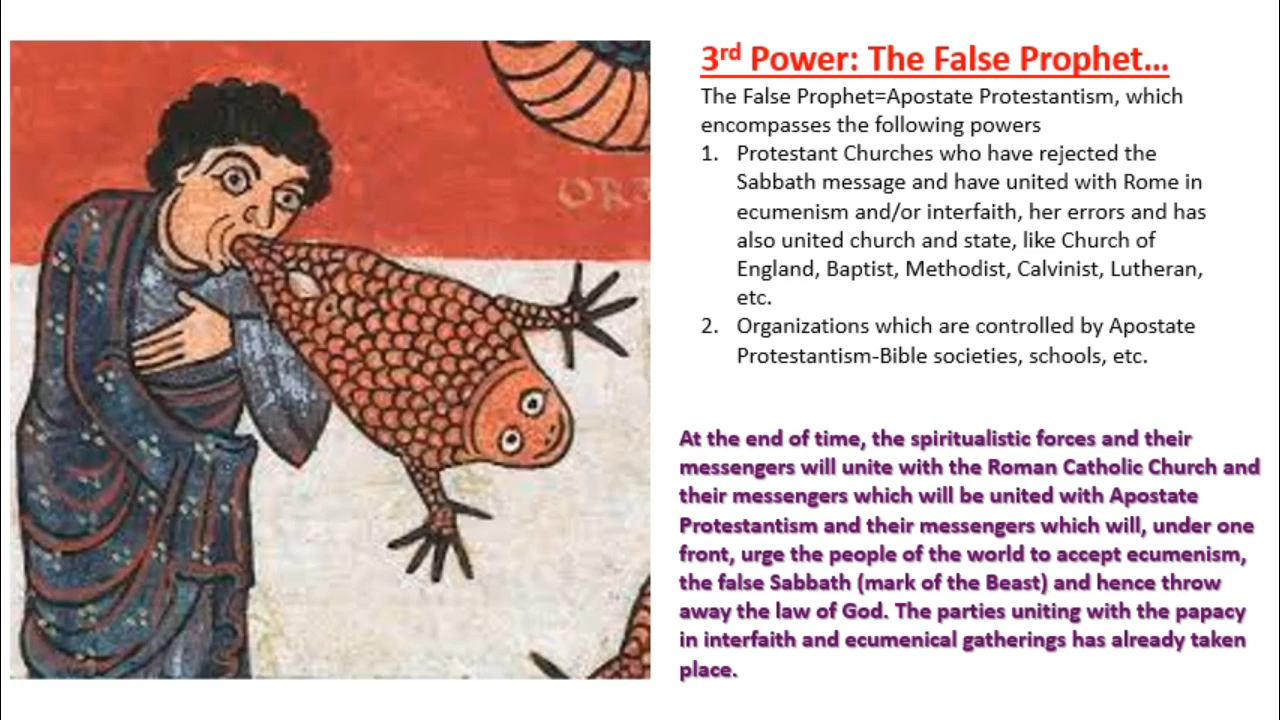 3rd Power: The False Prophet...
The False Prophet=Apostate Protestantism, which
encompasses the following powers
1. Protestant Churches who have rejected the
Sabbath message and have united with Rome in
ecumenism and/or interfaith, her errors and has
also united church and state, like Church of
England, Baptist, Methodist, Calvinist, Lutheran,
etc.
2. Organizations which are controlled by Apostate
Protestantism-Bible societies, schools, etc.
At the end of time, the spiritualistic forces and their
messengers will unite with the Roman Catholic Church and
their messengers which will be united with Apostate
Protestantism and their messengers which will, under one
front, urge the people of the world to accept ecumenism,
the false Sabbath (mark of the Beast) and hence throw
away the law of God. The parties uniting with the papacy
in interfaith and ecumenical gatherings has already taken
place.